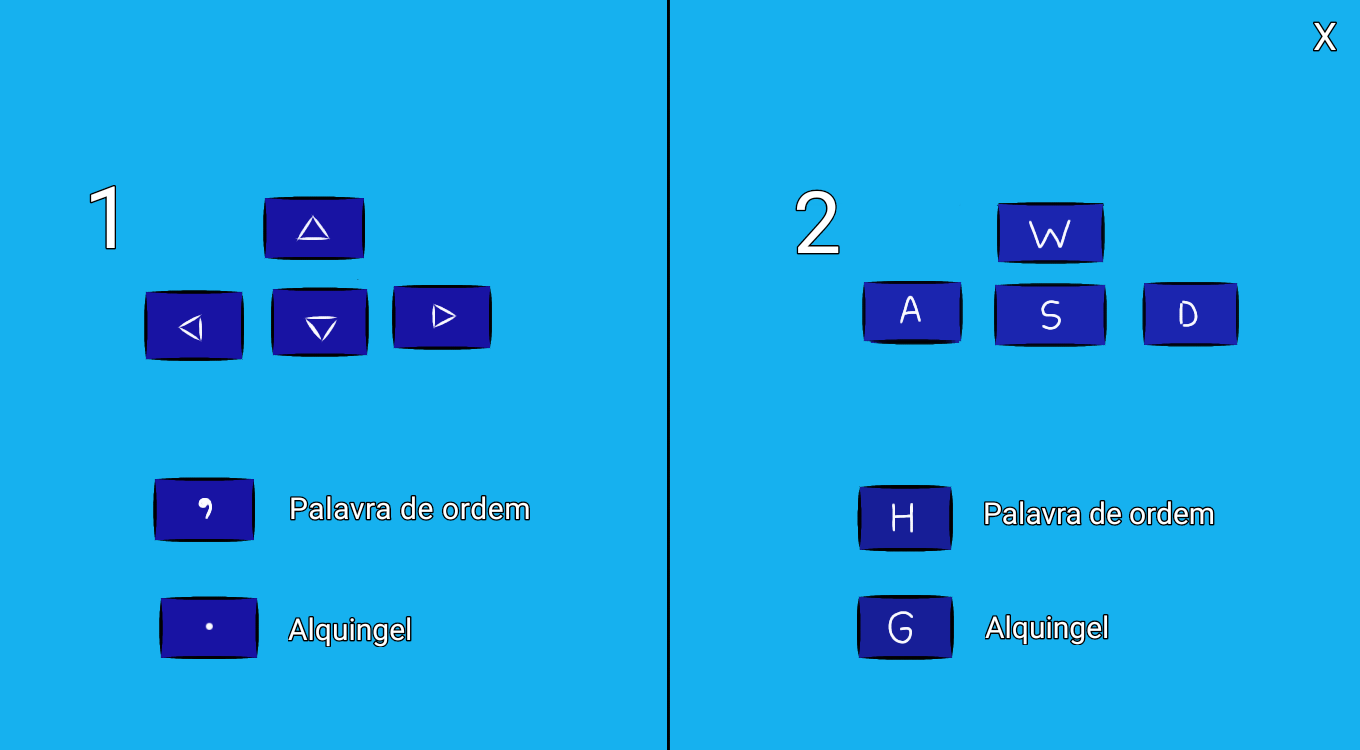 X
1
2
W
A S D
,
Palavra de ordem
H
Palavra de ordem
.
Alquingel
G
Alquingel